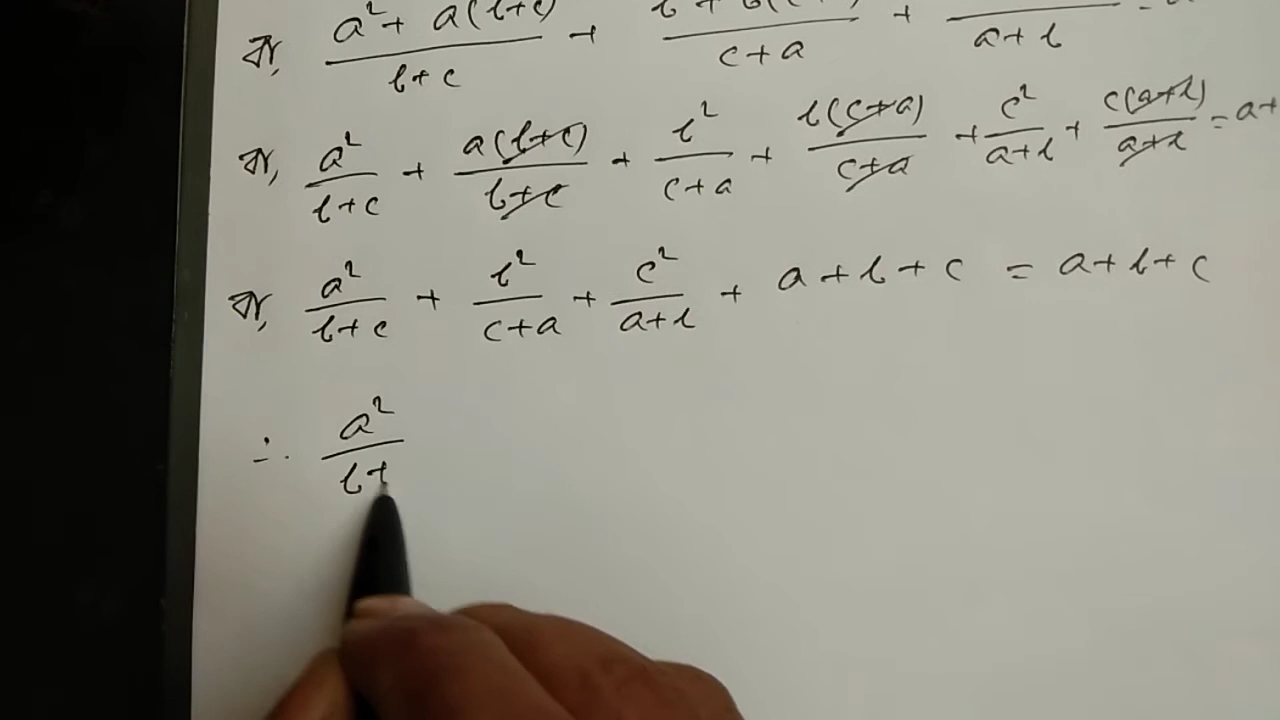 বা, (a² + a(b+c))/(b+c) + /(c+a) + /(a+b)
বা, a²/(b+c) + a(b+c)/(b+c) + b²/(c+a) + b(c+a)/(c+a) + c²/(a+b) + c(a+b)/(a+b) = a+
বা, a²/(b+c) + b²/(c+a) + c²/(a+b) + a+b+c = a+b+c
∴ a²/(b+